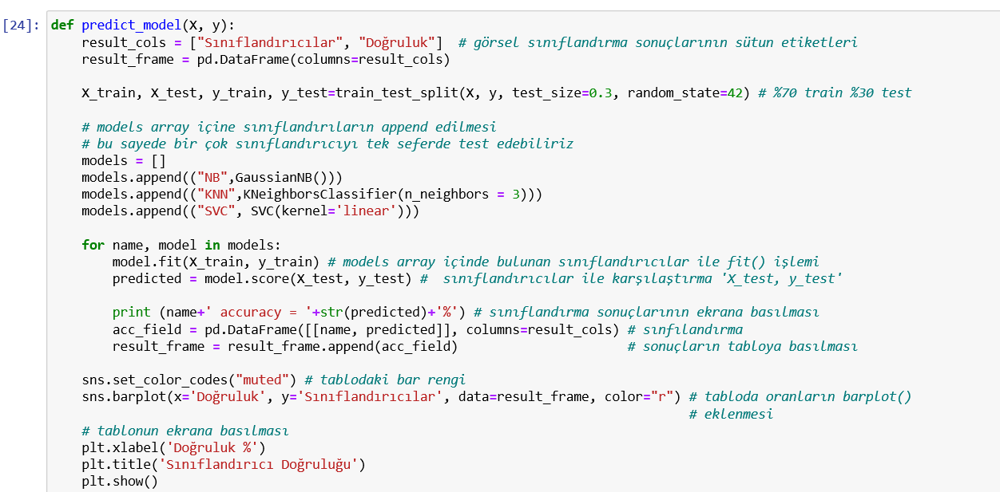 [24]: def predict_model(X, y):
    result_cols = ["Sınıflandırıcılar", "Doğruluk"]  # görsel sınıflandırma sonuçlarının sütun etiketleri
    result_frame = pd.DataFrame(columns=result_cols)

    X_train, X_test, y_train, y_test=train_test_split(X, y, test_size=0.3, random_state=42) # %70 train %30 test

    # models array içine sınıflandırıların append edilmesi
    # bu sayede bir çok sınıflandırıcıyı tek seferde test edebiliriz
    models = []
    models.append(("NB",GaussianNB()))
    models.append(("KNN",KNeighborsClassifier(n_neighbors = 3)))
    models.append(("SVC", SVC(kernel='linear')))

    for name, model in models:
        model.fit(X_train, y_train) # models array içinde bulunan sınıflandırıcılar ile fit() işlemi
        predicted = model.score(X_test, y_test) #  sınıflandırıcılar ile karşılaştırma 'X_test, y_test'

        print (name+' accuracy = '+str(predicted)+'%') # sınıflandırma sonuçlarının ekrana basılması
        acc_field = pd.DataFrame([[name, predicted]], columns=result_cols) # sınfılandırma
        result_frame = result_frame.append(acc_field)                      # sonuçların tabloya basılması

    sns.set_color_codes("muted") # tablodaki bar rengi
    sns.barplot(x='Doğruluk', y='Sınıflandırıcılar', data=result_frame, color="r") # tabloda oranların barplot()
                                                                                   # eklenmesi
    # tablonun ekrana basılması
    plt.xlabel('Doğruluk %')
    plt.title('Sınıflandırıcı Doğruluğu')
    plt.show()